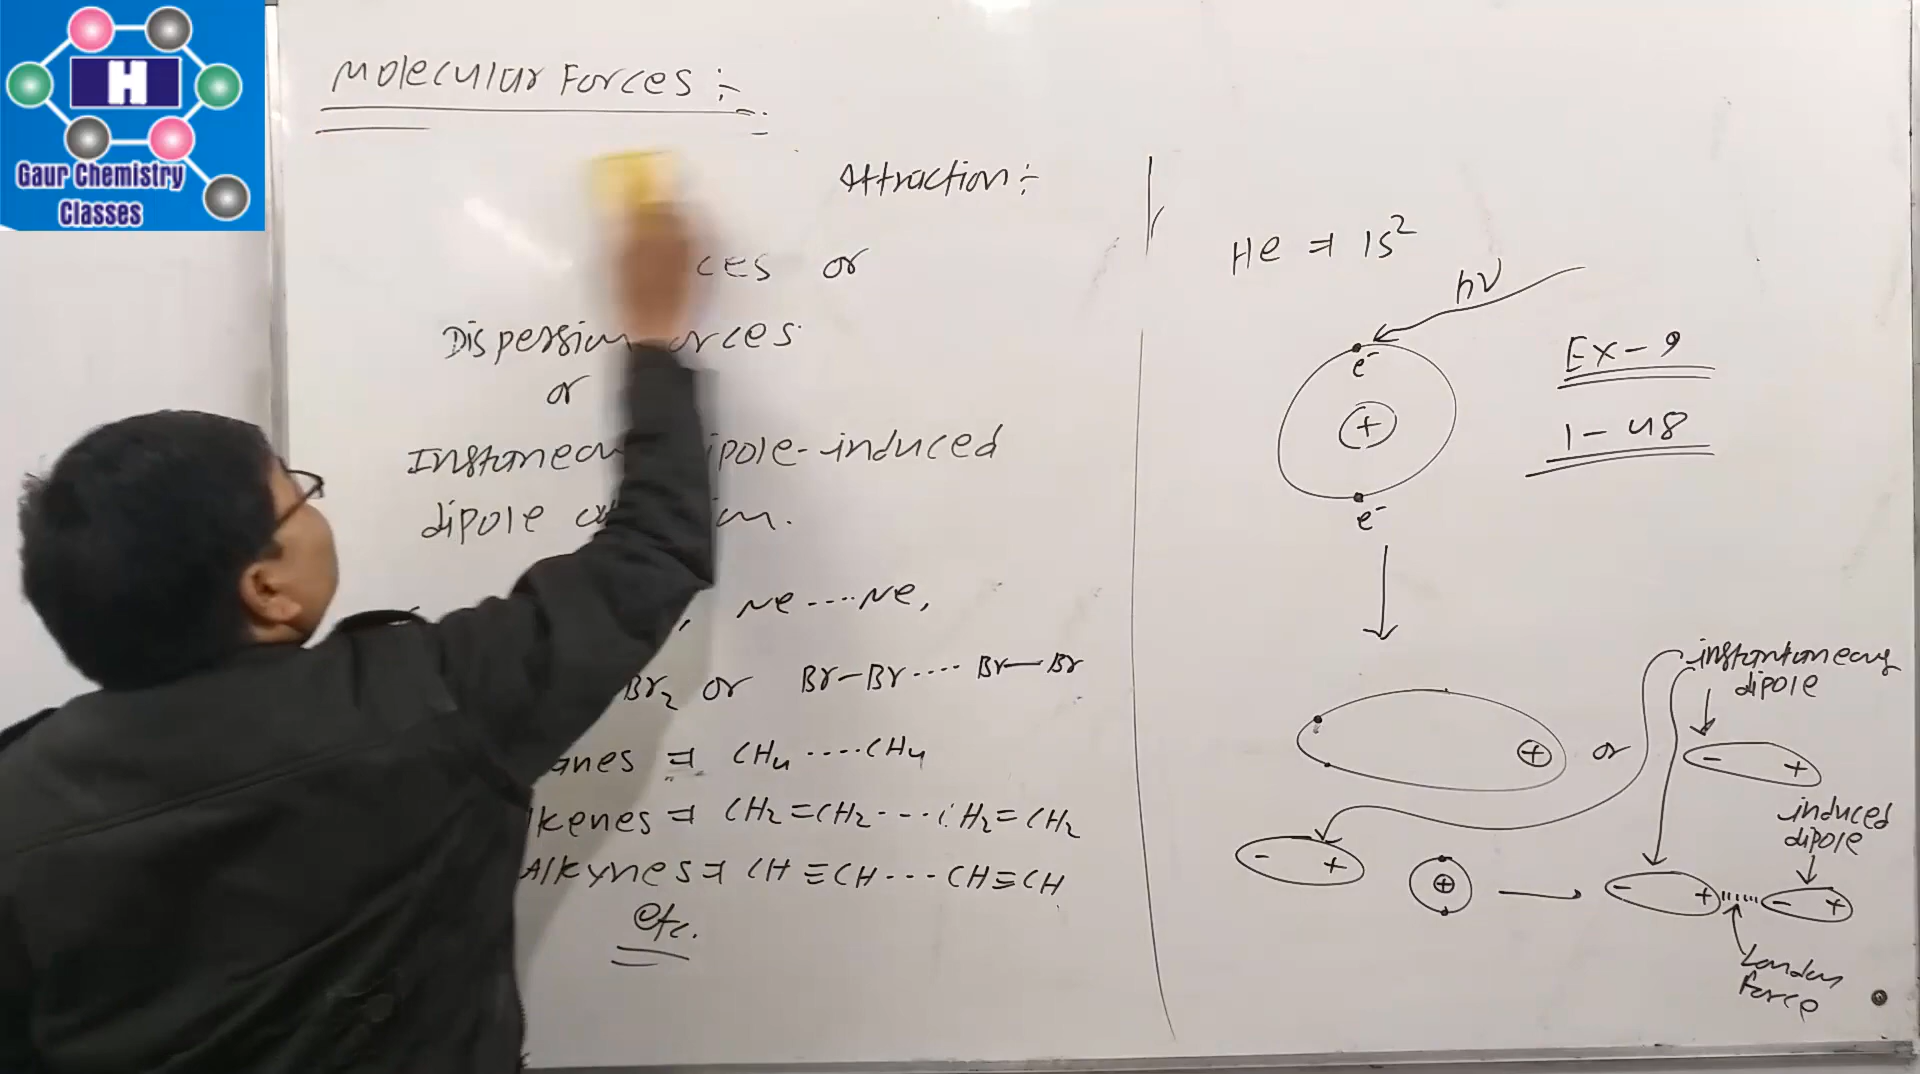 H
Gaur Chemistry
Classes
Molecular Forces :-
Attraction :-
ces or
Dispersion orces
or
dipole-induced
dipole
Ne ---- Ne,
Br₂ or Br—Br ---- Br—Br
anes ⇒ CH₄ ---- CH₄
lkenes ⇒ CH₂=CH₂ --- CH₂=CH₂
Alkynes ⇒ CH≡CH --- CH≡CH
etc.
He ⇒ 1s²
hν
e⁻
+
e⁻
Ex-9
1-48
+
or
instantaneous
dipole
- +
- +
+
- +
- +
induced
dipole
London
Force